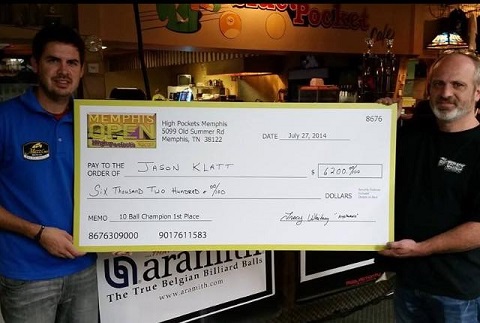 Pocket
MEMPHIS
OPEN
High Pockets Memphis
5099 Old Summer Rd
Memphis, TN 38122
8676
DATE July 27, 2014
PAY TO THE
ORDER OF JASON KLATT $ 6200.00/100
SIX THOUSAND TWO HUNDRED + 00/100 DOLLARS
MEMO 10 Ball Champion 1st Place
8676309000 9017611583
aramith
The True Belgian Billiard Balls
www.aramith.com